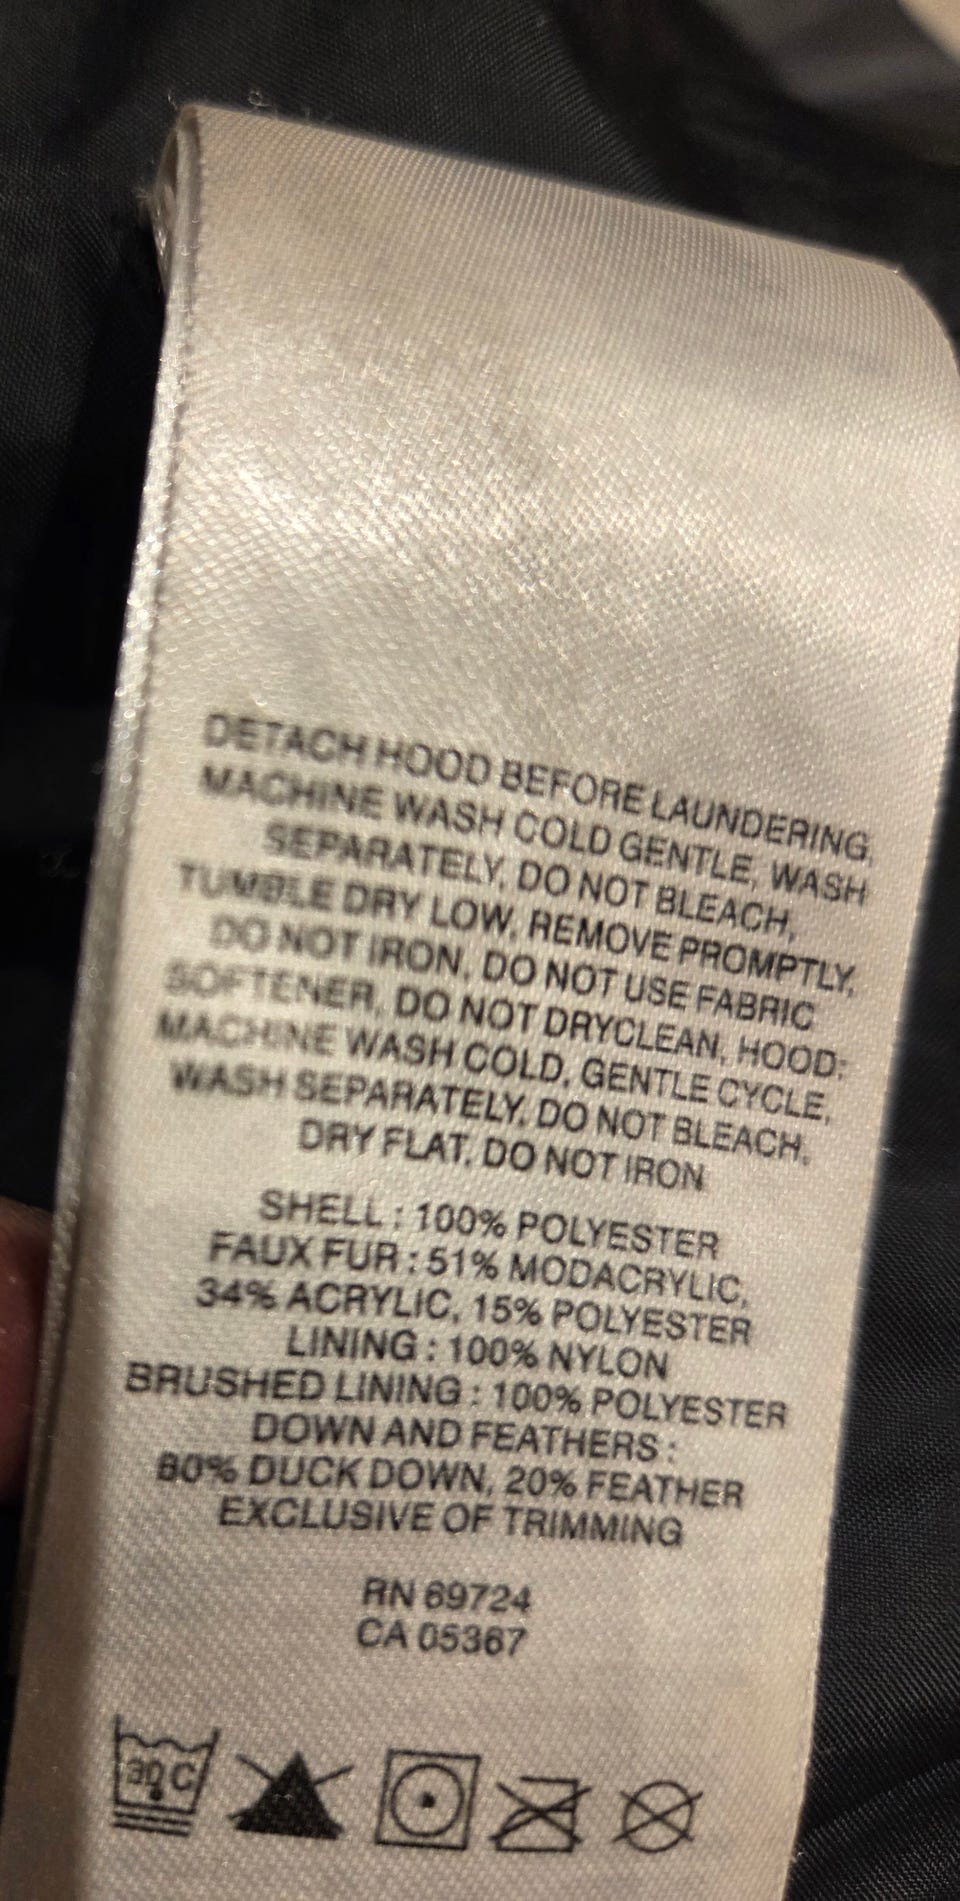 DETACH HOOD BEFORE LAUNDERING,
MACHINE WASH COLD GENTLE, WASH
SEPARATELY, DO NOT BLEACH,
TUMBLE DRY LOW, REMOVE PROMPTLY,
DO NOT IRON, DO NOT USE FABRIC
SOFTENER, DO NOT DRYCLEAN, HOOD:
MACHINE WASH COLD, GENTLE CYCLE,
WASH SEPARATELY, DO NOT BLEACH,
DRY FLAT, DO NOT IRON
SHELL : 100% POLYESTER
FAUX FUR : 51% MODACRYLIC,
34% ACRYLIC, 15% POLYESTER
LINING : 100% NYLON
BRUSHED LINING : 100% POLYESTER
DOWN AND FEATHERS :
80% DUCK DOWN, 20% FEATHER
EXCLUSIVE OF TRIMMING
RN 69724
CA 05367
30 C